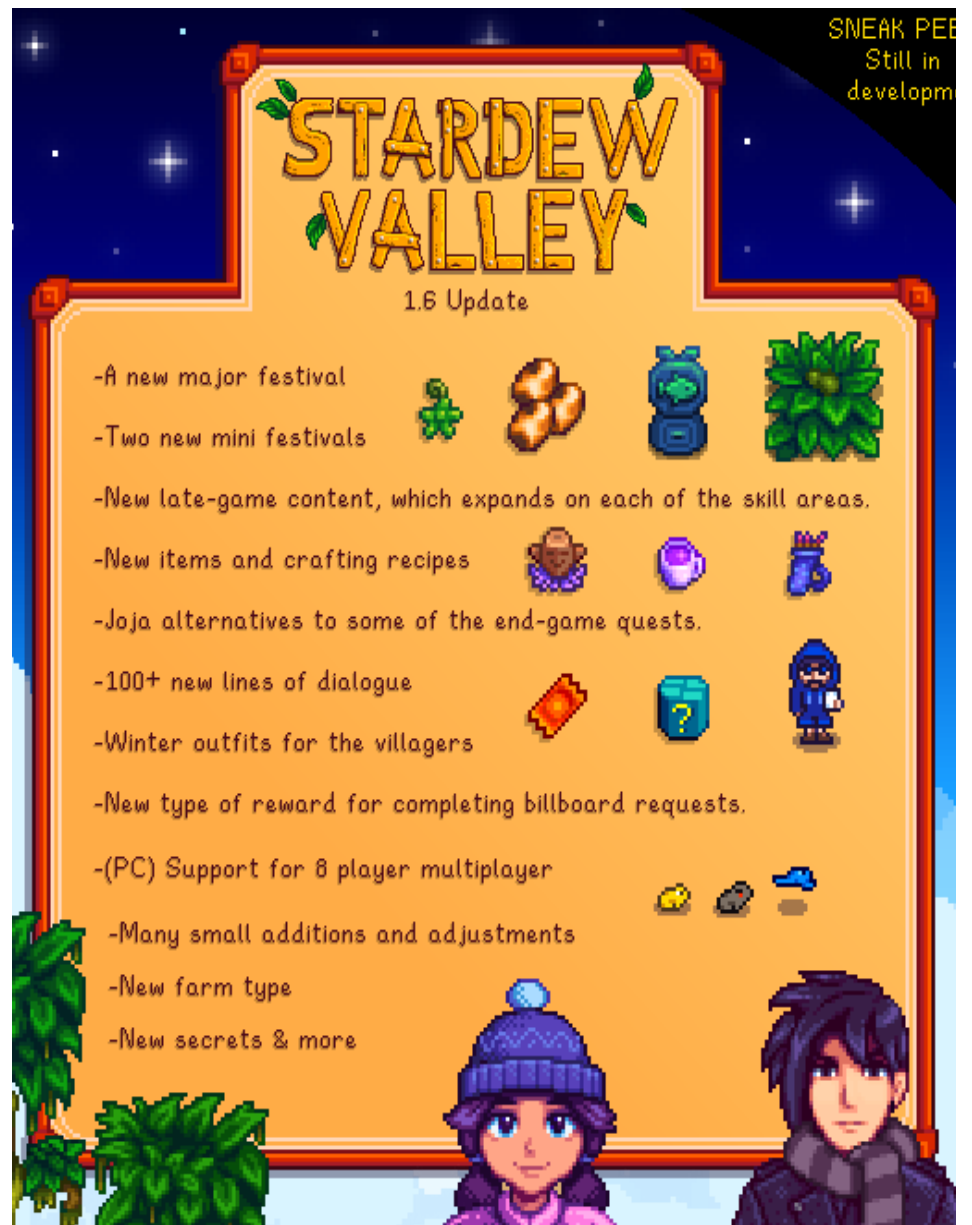 SNEAK
Still in
STARDEW
VALLEY
1.6 Update
-A new major festival
-Two new mini festivals
-New late-game content, which expands on each of the skill areas.
-New items and crafting recipes
-Joja alternatives to some of the end-game quests.
-100+ new lines of dialogue
?
-Winter outfits for the villagers
-New type of reward for completing billboard requests.
-(PC) Support for 8 player multiplayer
-Many small additions and adjustments
-New farm type
-New secrets & more